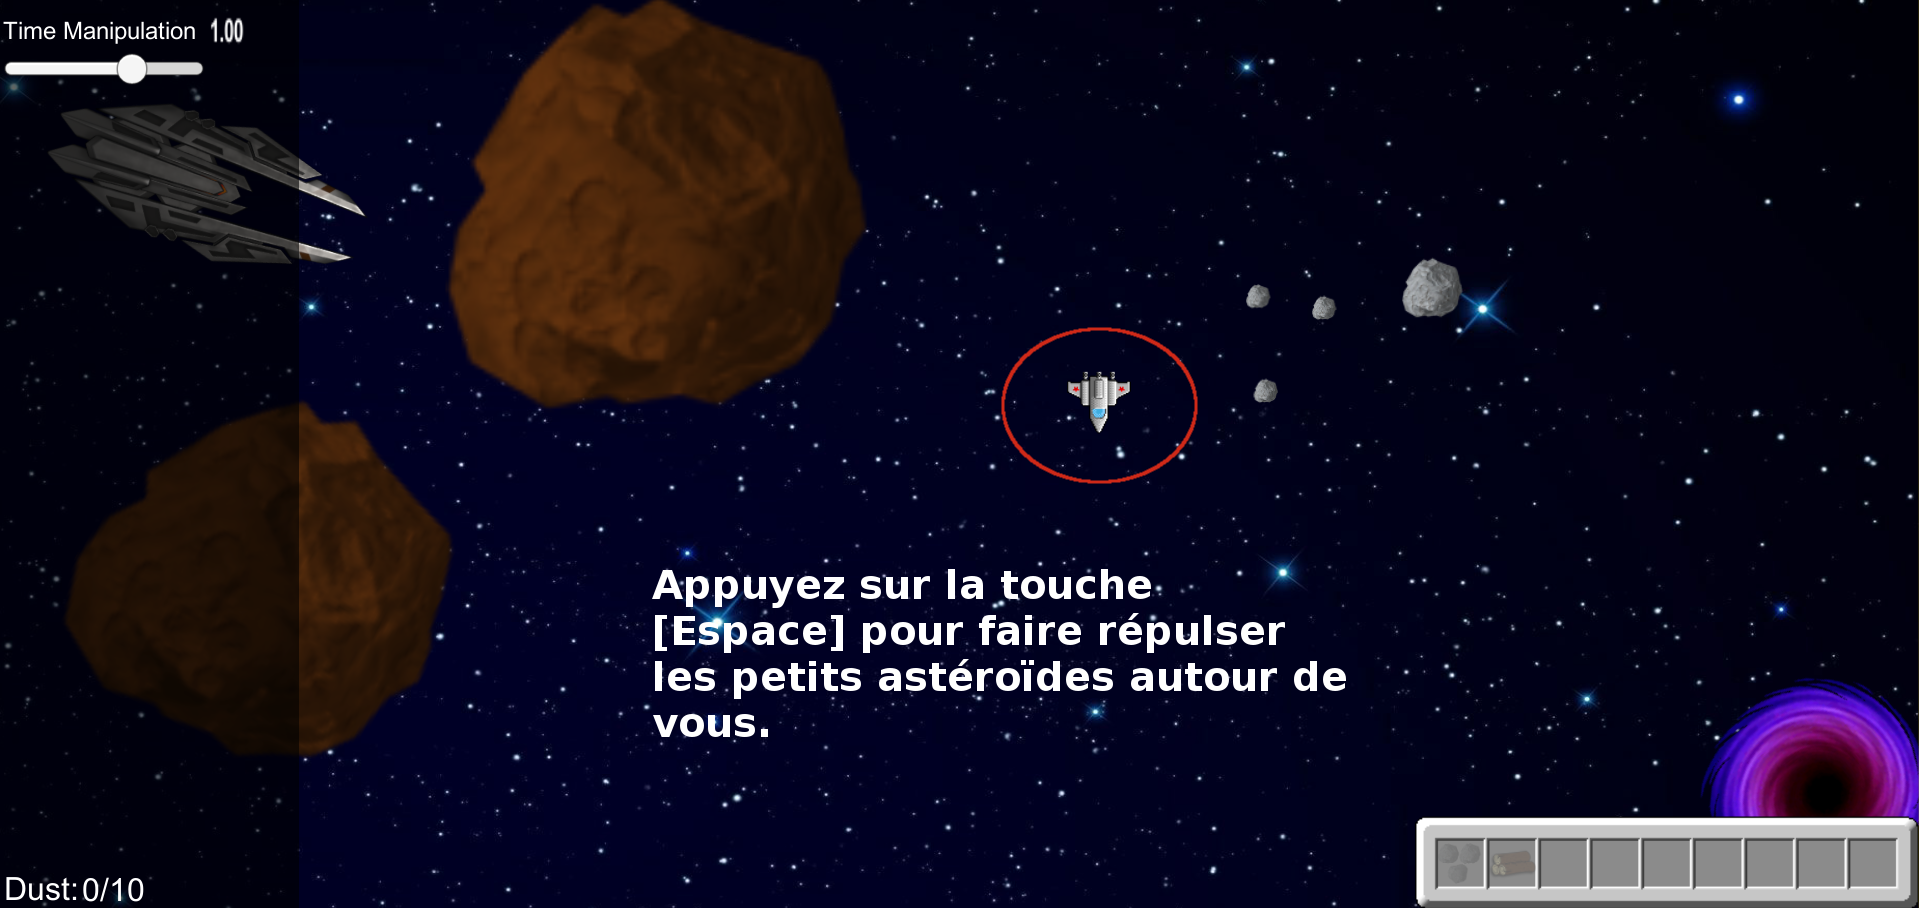 Time Manipulation 1.00
Appuyez sur la touche
[Espace] pour faire répulser
les petits astéroïdes autour de
vous.
Dust:0/10